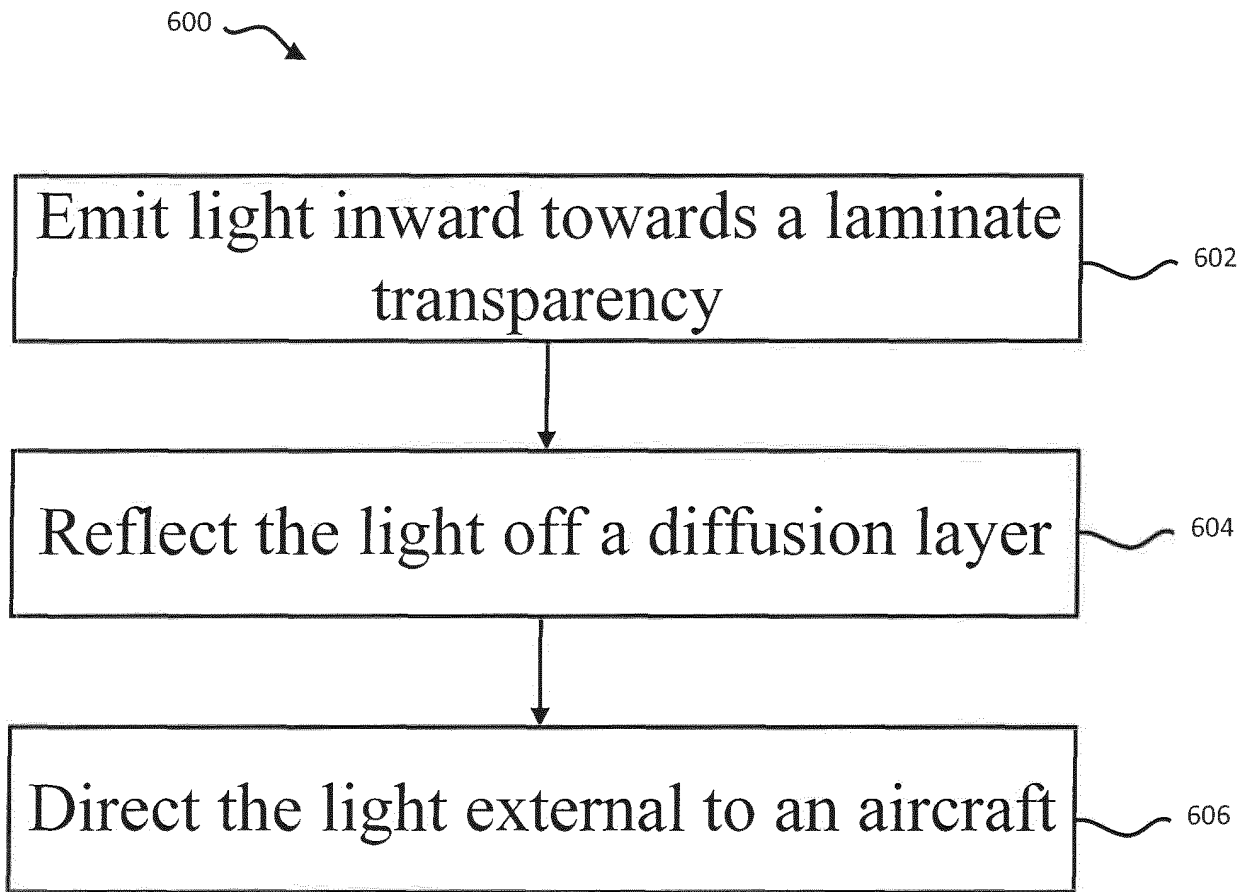 600
Emit light inward towards a laminate
transparency
602
Reflect the light off a diffusion layer
604
Direct the light external to an aircraft
606